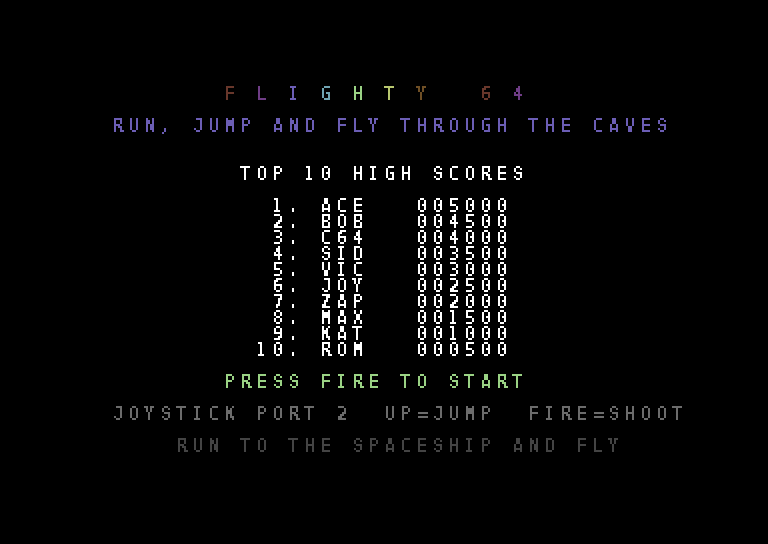 FLIGHTY 64
RUN, JUMP AND FLY THROUGH THE CAVES
TOP 10 HIGH SCORES
1. ACE 005000
2. BOB 004500
3. C64 004000
4. SID 003500
5. VIC 003000
6. JOY 002500
7. ZAP 002000
8. MAX 001500
9. KAT 001000
10. ROM 000500
PRESS FIRE TO START
JOYSTICK PORT 2 UP=JUMP FIRE=SHOOT
RUN TO THE SPACESHIP AND FLY